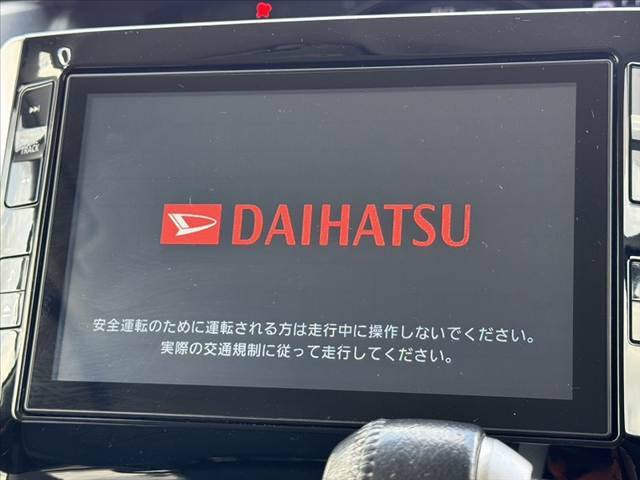 TRACK
DAIHATSU
安全運転のために運転される方は走行中に操作しないでください。
実際の交通規制に従って走行してください。